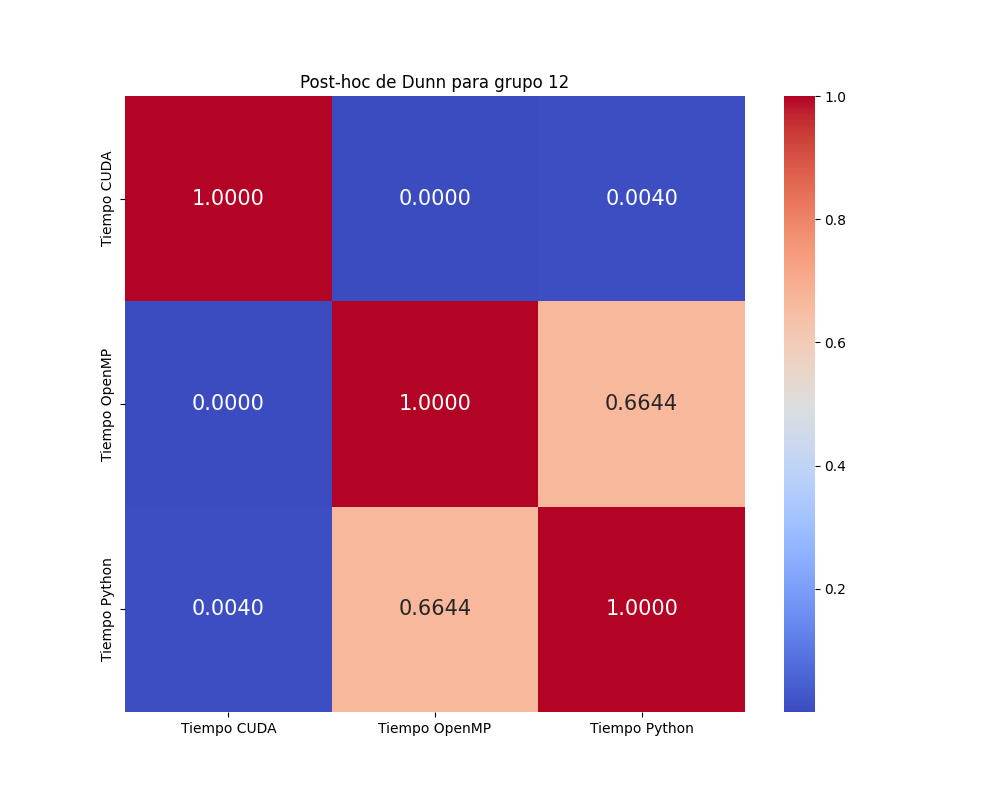 Post-hoc de Dunn para grupo 12
Tiempo CUDA
1.0000 0.0000 0.0040
Tiempo OpenMP
0.0000 1.0000 0.6644
Tiempo Python
0.0040 0.6644 1.0000
Tiempo CUDA Tiempo OpenMP Tiempo Python
1.0
0.8
0.6
0.4
0.2